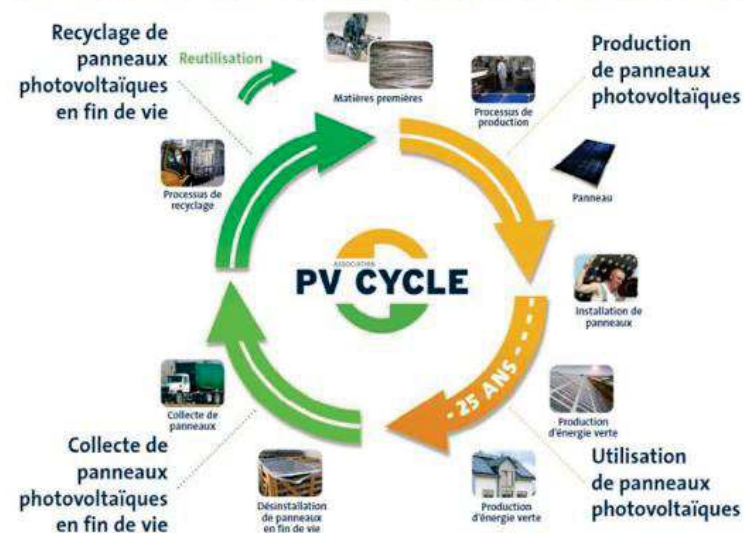 Recyclage de
panneaux
photovoltaïques
en fin de vie
Reutilisation
Matières premières
Processus de
production
Production
de panneaux
photovoltaïques
Processus de
recyclage
Panneau
ASSOCIATION
PV CYCLE
Installation de
panneaux
- 25 ANS - - -
Collecte de
panneaux
Production
d'énergie verte
Collecte de
panneaux
photovoltaïques
en fin de vie
Désinstallation
de panneaux
en fin de vie
Production
d'énergie verte
Utilisation
de panneaux
photovoltaïques